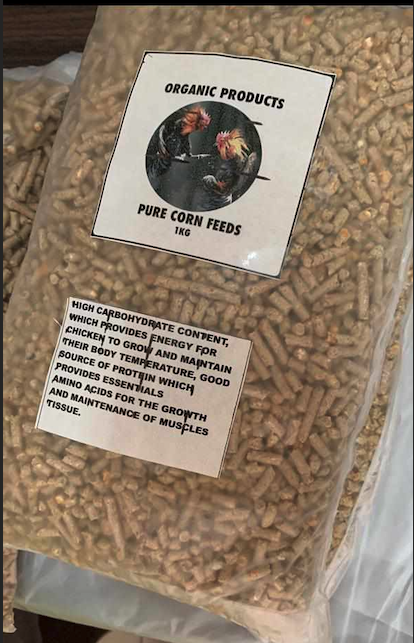 ORGANIC PRODUCTS
PURE CORN FEEDS
1KG
HIGH CARBOHYDRATE CONTENT,
WHICH PROVIDES ENERGY FOR
CHICKEN TO GROW AND MAINTAIN
THEIR BODY TEMPERATURE, GOOD
SOURCE OF PROTEIN WHICH
PROVIDES ESSENTIALS
AMINO ACIDS FOR THE GROWTH
AND MAINTENANCE OF MUSCLES
TISSUE.